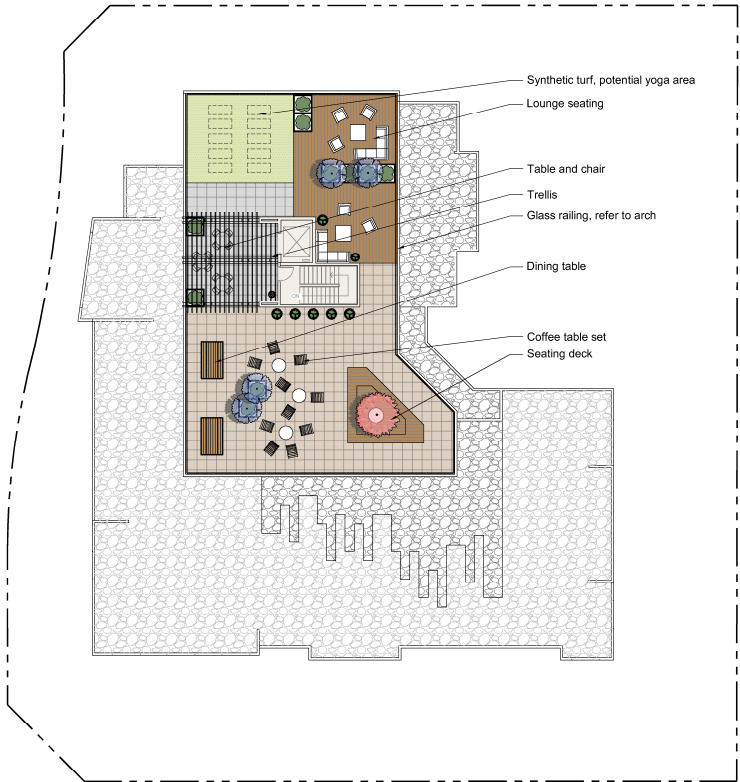 Synthetic turf, potential yoga area
Lounge seating
Table and chair
Trellis
Glass railing, refer to arch
Dining table
Coffee table set
Seating deck